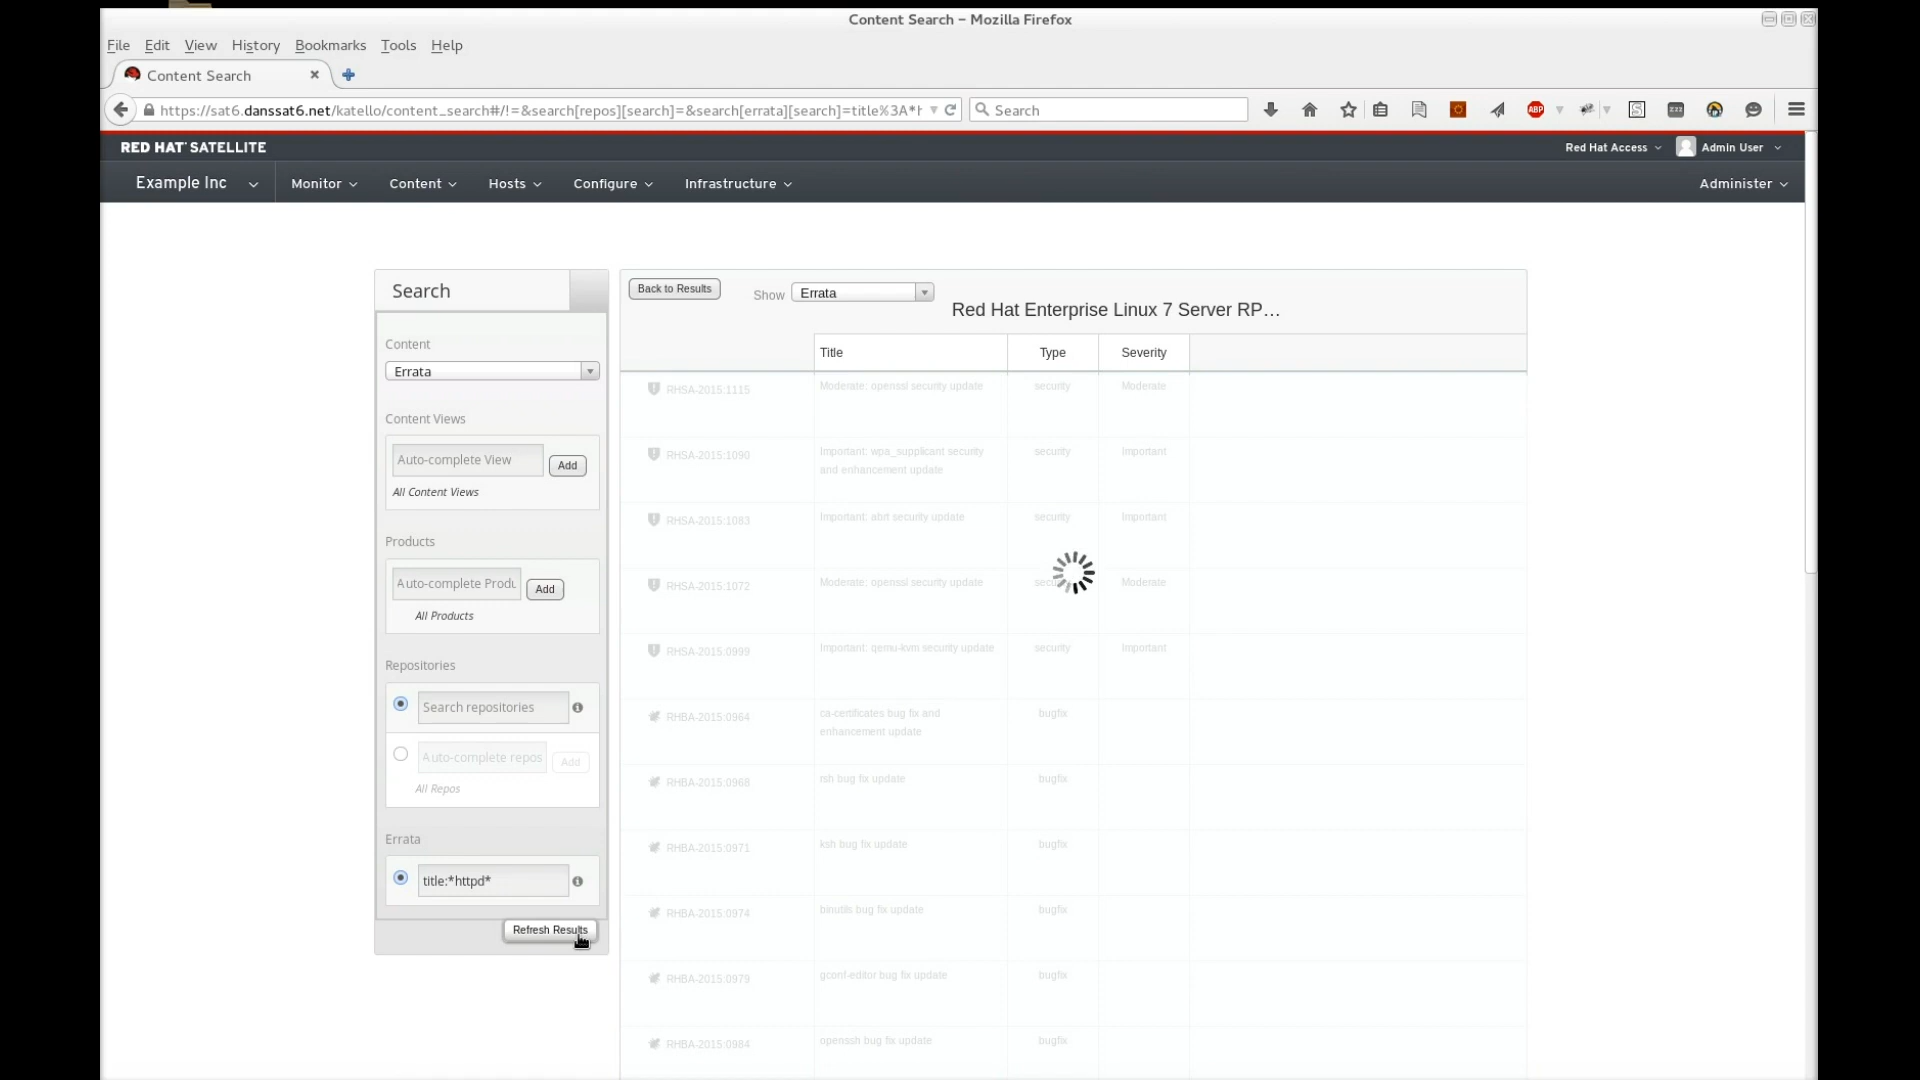 Content Search – Mozilla Firefox
File Edit View History Bookmarks Tools Help
Content Search
https://sat6.danssat6.net/katello/content_search#/!=&search[repos][search]=&search[errata][search]=title%3A*h
Search
ABP
S
zzz
RED HAT SATELLITE
Red Hat Access
Admin User
Example Inc
Monitor
Content
Hosts
Configure
Infrastructure
Administer
Search
Content
Errata
Content Views
Auto-complete View
Add
All Content Views
Products
Auto-complete Produ
Add
All Products
Repositories
Search repositories
Auto-complete repos
Add
All Repos
Errata
title:*httpd*
Refresh Results
Back to Results
Show
Errata
Red Hat Enterprise Linux 7 Server RP...
Title Type Severity
RHSA-2015:1115 Moderate: openssl security update security Moderate
RHSA-2015:1090 Important: wpa_supplicant security security Important
and enhancement update
RHSA-2015:1083 Important: abrt security update security Important
RHSA-2015:1072 Moderate: openssl security update security Moderate
RHSA-2015:0999 Important: qemu-kvm security update security Important
RHBA-2015:0964 ca-certificates bug fix and bugfix
enhancement update
RHBA-2015:0968 rsh bug fix update bugfix
RHBA-2015:0971 ksh bug fix update bugfix
RHBA-2015:0974 binutils bug fix update bugfix
RHBA-2015:0979 gconf-editor bug fix update bugfix
RHBA-2015:0984 openssh bug fix update bugfix